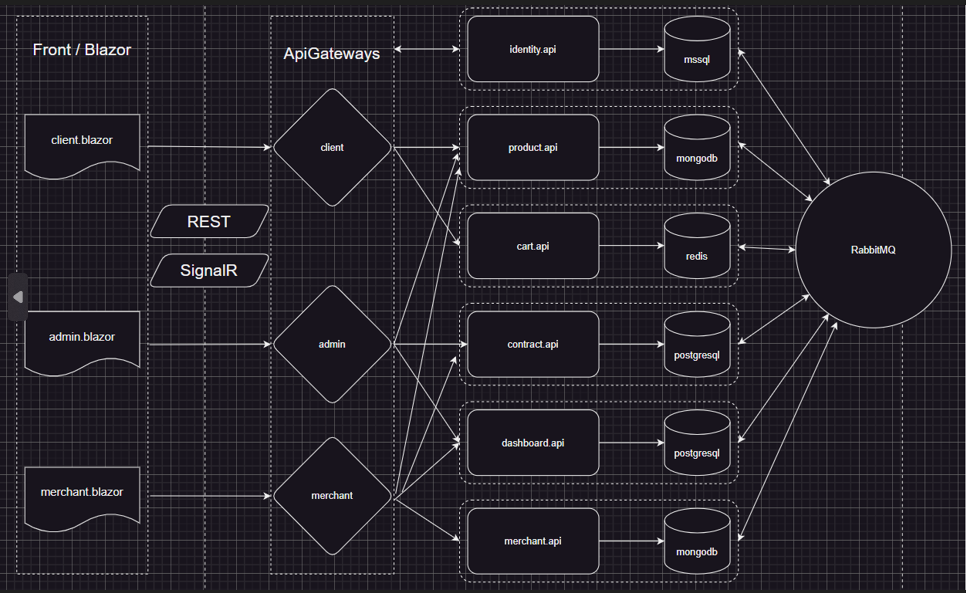 Front / Blazor
client.blazor
admin.blazor
merchant.blazor
REST
SignalR
ApiGateways
client
admin
merchant
identity.api
mssql
product.api
mongodb
cart.api
redis
contract.api
postgresql
dashboard.api
postgresql
merchant.api
mongodb
RabbitMQ